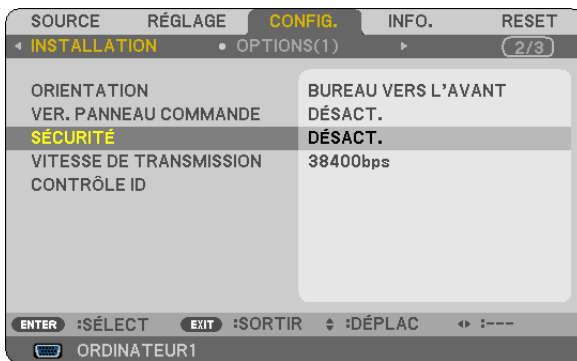 SOURCE RÉGLAGE CONFIG. INFO. RESET
INSTALLATION OPTIONS(1) 2/3
ORIENTATION BUREAU VERS L'AVANT
VER. PANNEAU COMMANDE DÉSACT.
SÉCURITÉ DÉSACT.
VITESSE DE TRANSMISSION 38400bps
CONTRÔLE ID
ENTER :SÉLECT EXIT :SORTIR :DÉPLAC :---
ORDINATEUR1